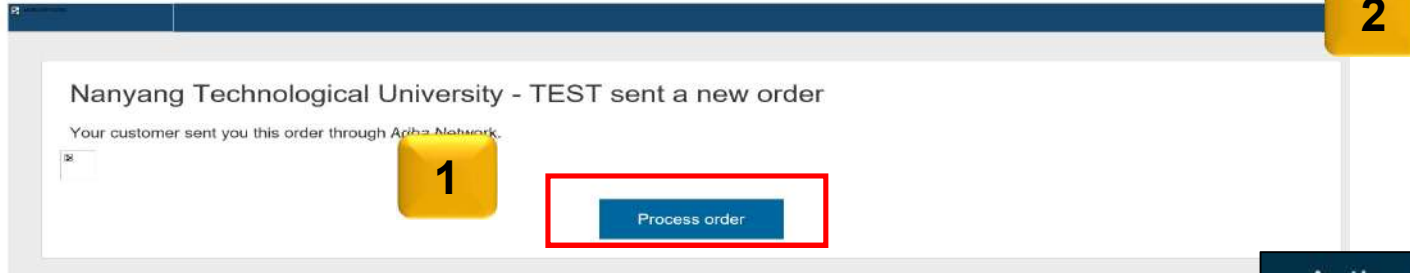 2
Nanyang Technological University - TEST sent a new order
Your customer sent you this order through Ariba Network.
1
Process order